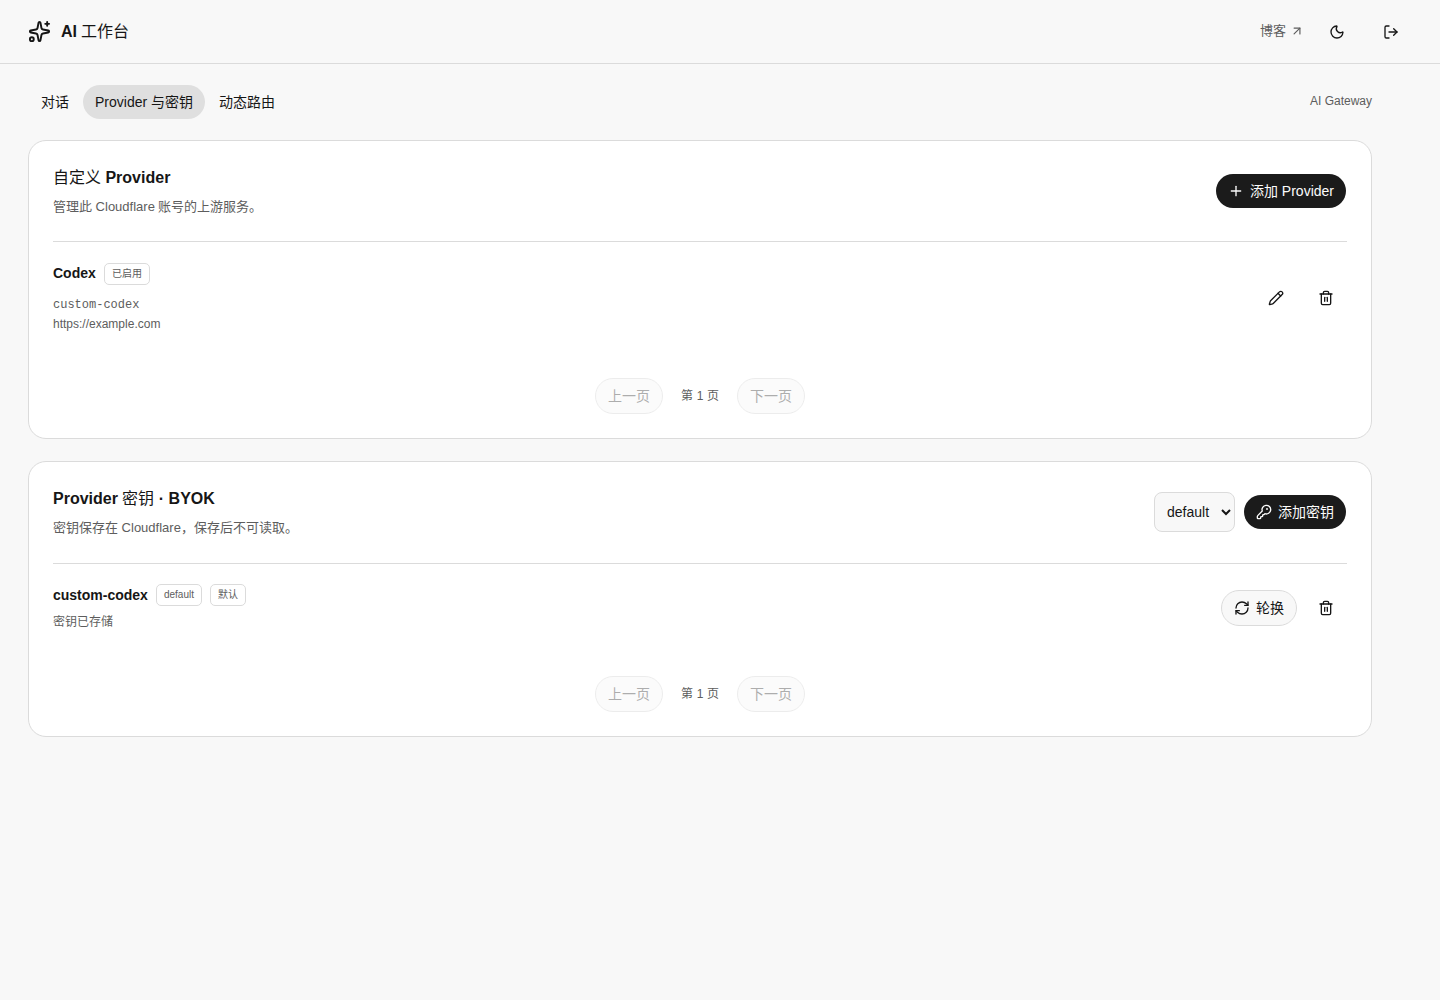 AI 工作台
博客
对话
Provider 与密钥
动态路由
AI Gateway
自定义 Provider
管理此 Cloudflare 账号的上游服务。
添加 Provider
Codex
已启用
custom-codex
https://example.com
上一页
第 1 页
下一页
Provider 密钥 · BYOK
密钥保存在 Cloudflare，保存后不可读取。
default
添加密钥
custom-codex
default
默认
密钥已存储
轮换
上一页
第 1 页
下一页